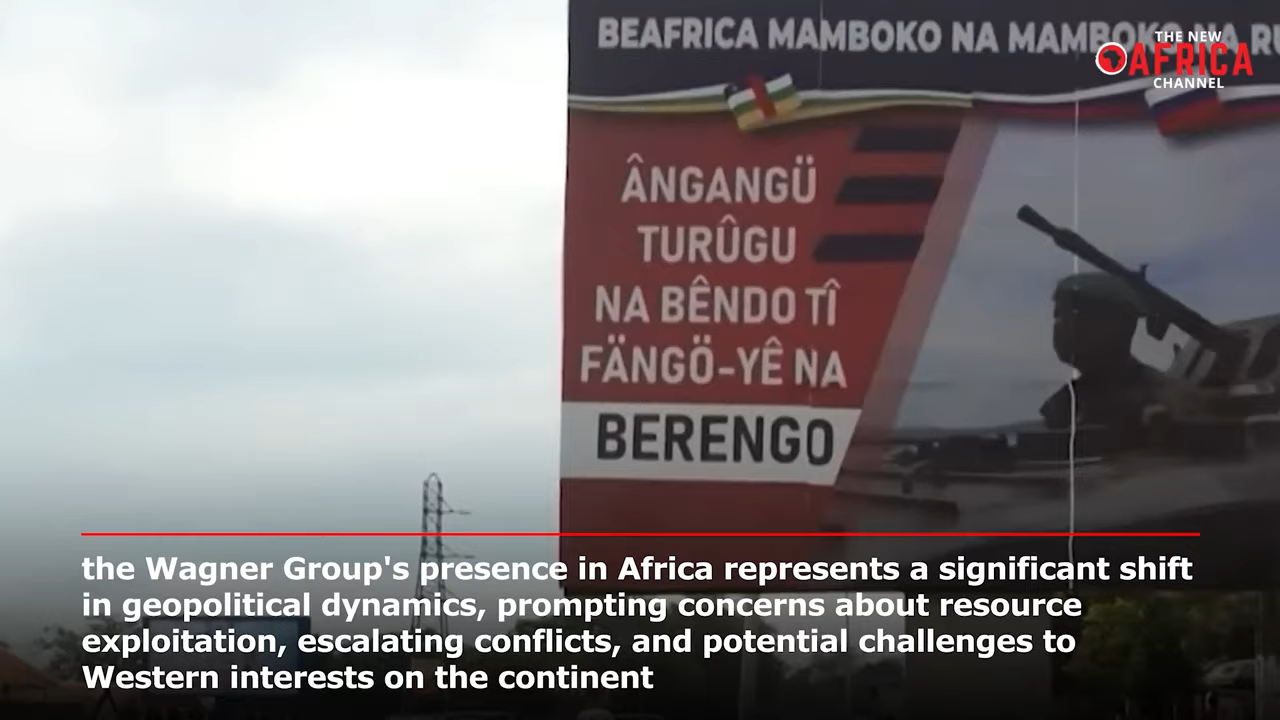 BEAFRICA MAMBOKO NA MAMBOKO NA
THE NEW
AFRICA
CHANNEL
ÂNGANGÜ
TURÛGU
NA BÊNDO TÎ
FÄNGÖ-YÊ NA
BERENGO
the Wagner Group's presence in Africa represents a significant shift
in geopolitical dynamics, prompting concerns about resource
exploitation, escalating conflicts, and potential challenges to
Western interests on the continent